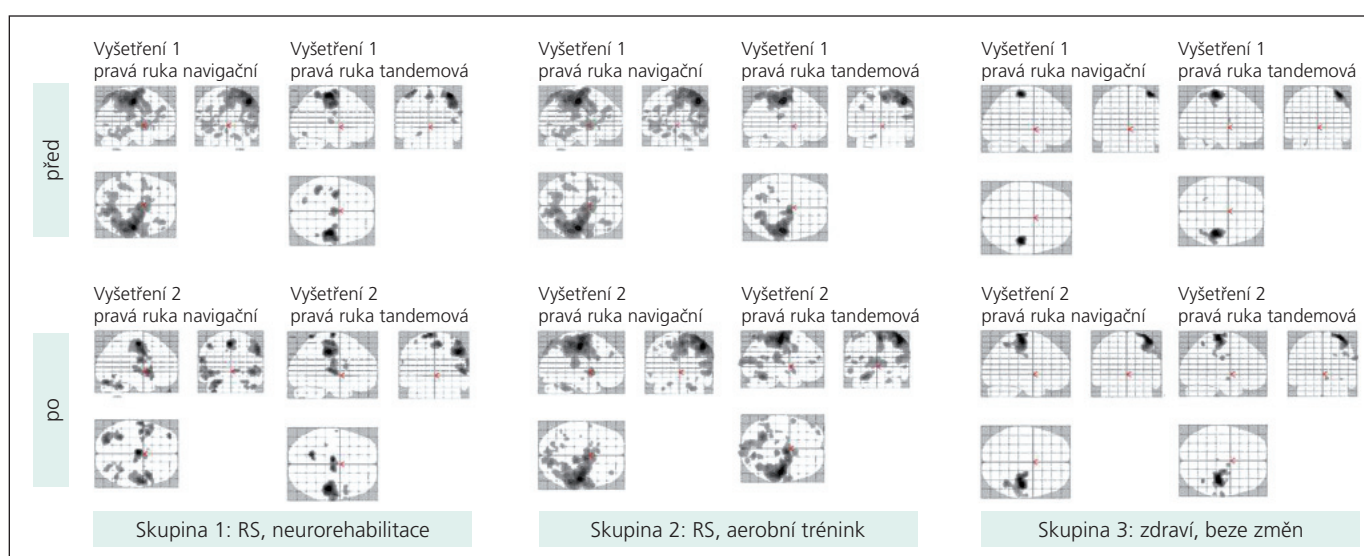 Vyšetření 1
pravá ruka navigační
Vyšetření 1
pravá ruka tandemová
Vyšetření 1
pravá ruka navigační
Vyšetření 1
pravá ruka tandemová
Vyšetření 1
pravá ruka navigační
Vyšetření 1
pravá ruka tandemová
před
Vyšetření 2
pravá ruka navigační
Vyšetření 2
pravá ruka tandemová
Vyšetření 2
pravá ruka navigační
Vyšetření 2
pravá ruka tandemová
Vyšetření 2
pravá ruka navigační
Vyšetření 2
pravá ruka tandemová
po
Skupina 1: RS, neurorehabilitace
Skupina 2: RS, aerobní trénink
Skupina 3: zdraví, beze změn